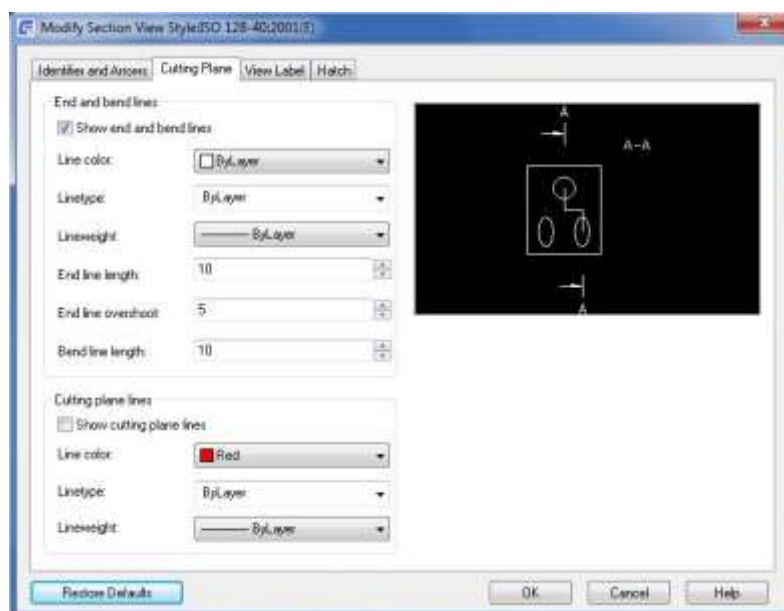 Modify Section View Style:ISO 128-40:2001(E)
Identifier and Arrows Cutting Plane View Label Hatch
End and bend lines
Show end and bend lines
Line color: ByLayer
Linetype: ByLayer
Lineweight: ByLayer
End line length: 10
End line overshoot: 5
Bend line length: 10
Cutting plane lines
Show cutting plane lines
Line color: Red
Linetype: ByLayer
Lineweight: ByLayer
A
A-A
A
Restore Defaults OK Cancel Help